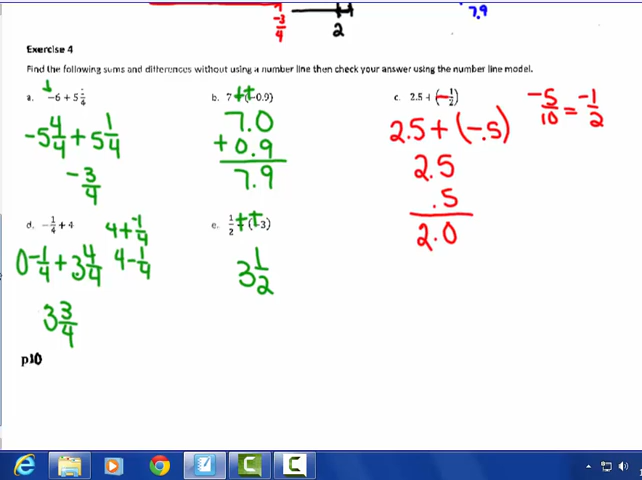 -3/4
2
7.9
Exercise 4
Find the following sums and differences without using a number line then check your answer using the number line model.
a. -6 + 5 1/4
-5 4/4 + 5 1/4
-3/4
b. 7 - (-0.9)
7.0
+ 0.9
7.9
c. 2.5 + (-1/2)
-5/10 = -1/2
2.5 + (-.5)
2.5
.5
2.0
d. -1/4 + 4
4 + -1/4
0 -1/4 + 3 4/4
4 - 1/4
3 3/4
e. 1/2 - (-3)
3 1/2
p10